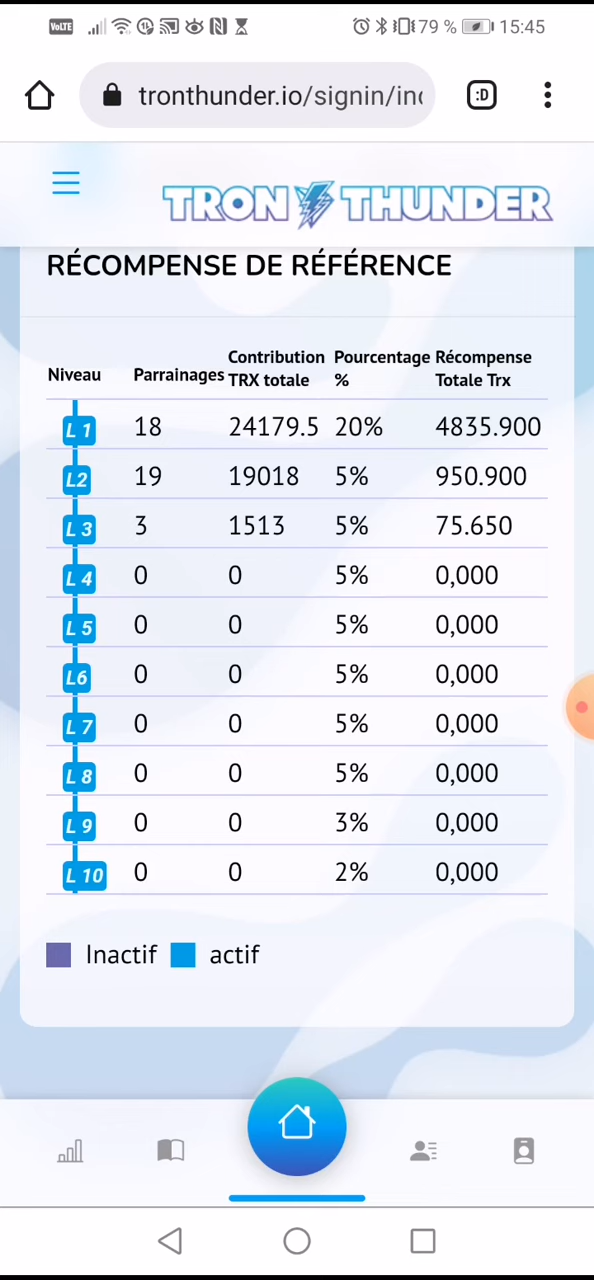 VoLTE 79 % 15:45
tronthunder.io/signin/in
:D
TRON THUNDER
RÉCOMPENSE DE RÉFÉRENCE
Niveau Parrainages Contribution TRX totale Pourcentage % Récompense Totale Trx
L 1 18 24179.5 20% 4835.900
L2 19 19018 5% 950.900
L 3 3 1513 5% 75.650
L 4 0 0 5% 0,000
L 5 0 0 5% 0,000
L6 0 0 5% 0,000
L 7 0 0 5% 0,000
L 8 0 0 5% 0,000
L 9 0 0 3% 0,000
L 10 0 0 2% 0,000
Inactif actif